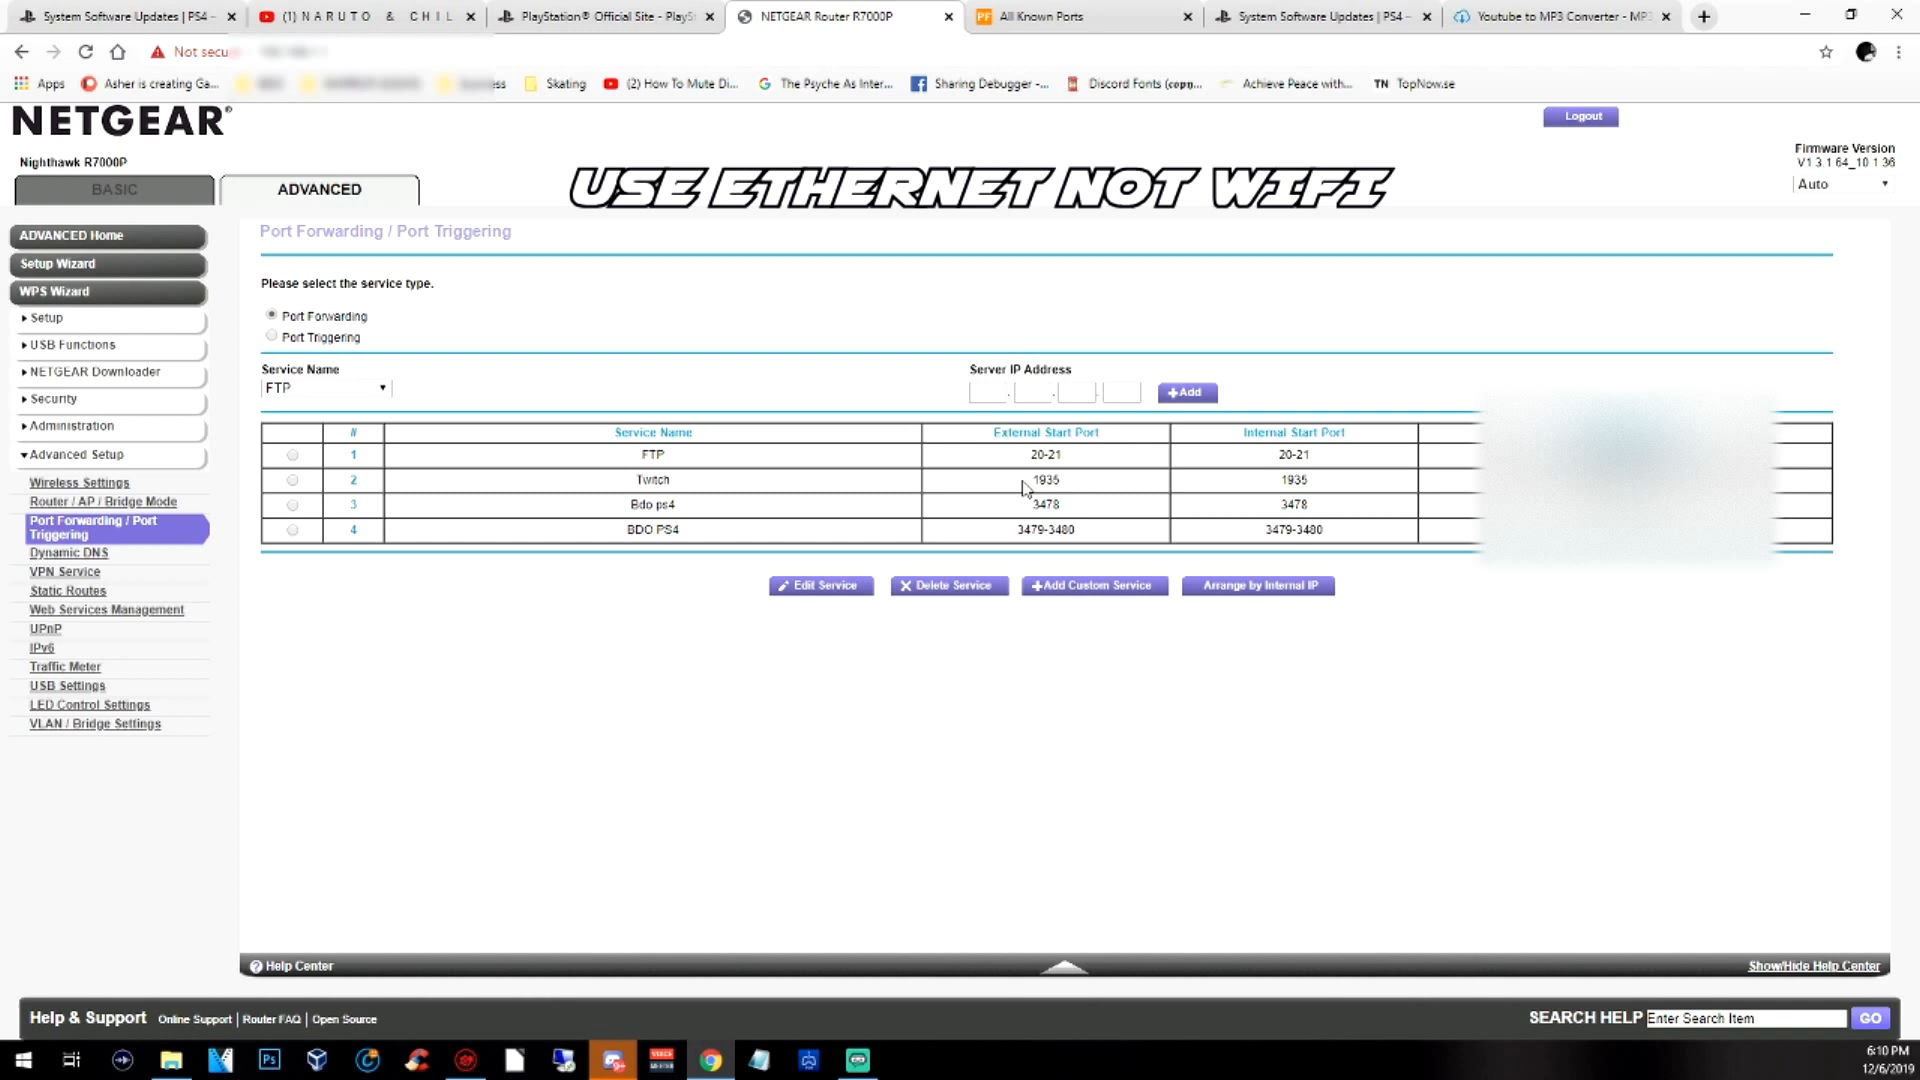 System Software Updates | PS4 –
(1) N A R U T O & C H I L
PlayStation® Official Site - PlayS
NETGEAR Router R7000P
All Known Ports
System Software Updates | PS4 –
Youtube to MP3 Converter - MP3
Not secu
Apps
Asher is creating Ga...
ss
Skating
(2) How To Mute Di...
The Psyche As Inter...
Sharing Debugger -...
Discord Fonts (copy...
Achieve Peace with...
TN TopNow.se
NETGEAR®
Logout
Nighthawk R7000P
Firmware Version
V1.3.1.64_10.1.36
Auto
BASIC
ADVANCED
USE ETHERNET NOT WIFI
ADVANCED Home
Setup Wizard
WPS Wizard
Setup
USB Functions
NETGEAR Downloader
Security
Administration
Advanced Setup
Wireless Settings
Router / AP / Bridge Mode
Port Forwarding / Port
Triggering
Dynamic DNS
VPN Service
Static Routes
Web Services Management
UPnP
IPv6
Traffic Meter
USB Settings
LED Control Settings
VLAN / Bridge Settings
Port Forwarding / Port Triggering
Please select the service type.
Port Forwarding
Port Triggering
Service Name
Server IP Address
FTP
. . .
+Add
# Service Name External Start Port Internal Start Port
1 FTP 20-21 20-21
2 Twitch 1935 1935
3 Bdo ps4 3478 3478
4 BDO PS4 3479-3480 3479-3480
Edit Service
Delete Service
+Add Custom Service
Arrange by Internal IP
Help Center
Show/Hide Help Center
Help & Support Online Support | Router FAQ | Open Source
SEARCH HELP Enter Search Item GO
Ps
6:10 PM
12/6/2019